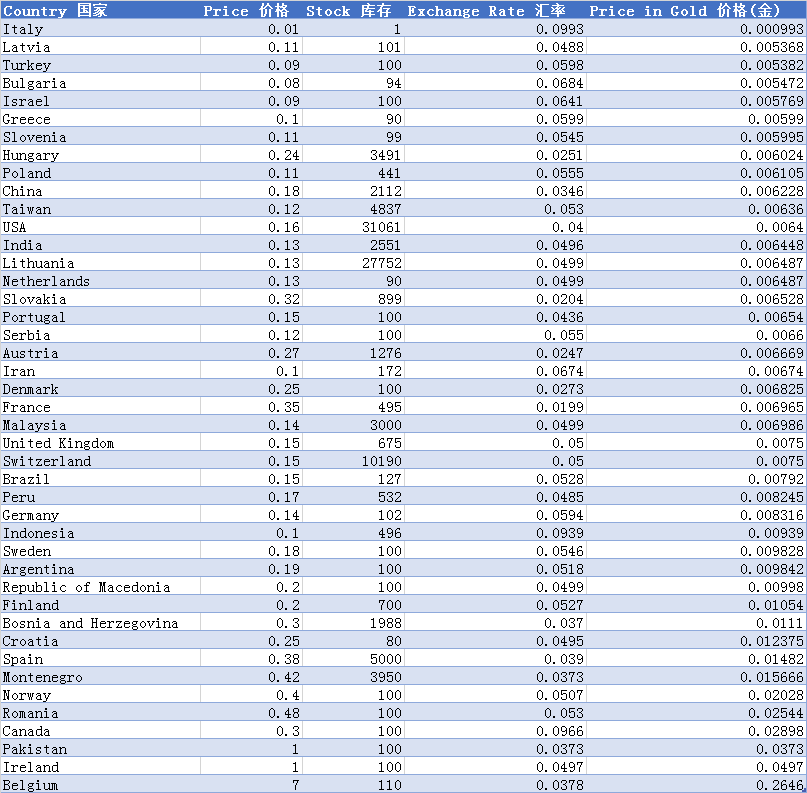 Country 国家 Price 价格 Stock 库存 Exchange Rate 汇率 Price in Gold 价格(金)
Italy 0.01 1 0.0993 0.000993
Latvia 0.11 101 0.0488 0.005368
Turkey 0.09 100 0.0598 0.005382
Bulgaria 0.08 94 0.0684 0.005472
Israel 0.09 100 0.0641 0.005769
Greece 0.1 90 0.0599 0.00599
Slovenia 0.11 99 0.0545 0.005995
Hungary 0.24 3491 0.0251 0.006024
Poland 0.11 441 0.0555 0.006105
China 0.18 2112 0.0346 0.006228
Taiwan 0.12 4837 0.053 0.00636
USA 0.16 31061 0.04 0.0064
India 0.13 2551 0.0496 0.006448
Lithuania 0.13 27752 0.0499 0.006487
Netherlands 0.13 90 0.0499 0.006487
Slovakia 0.32 899 0.0204 0.006528
Portugal 0.15 100 0.0436 0.00654
Serbia 0.12 100 0.055 0.0066
Austria 0.27 1276 0.0247 0.006669
Iran 0.1 172 0.0674 0.00674
Denmark 0.25 100 0.0273 0.006825
France 0.35 495 0.0199 0.006965
Malaysia 0.14 3000 0.0499 0.006986
United Kingdom 0.15 675 0.05 0.0075
Switzerland 0.15 10190 0.05 0.0075
Brazil 0.15 127 0.0528 0.00792
Peru 0.17 532 0.0485 0.008245
Germany 0.14 102 0.0594 0.008316
Indonesia 0.1 496 0.0939 0.00939
Sweden 0.18 100 0.0546 0.009828
Argentina 0.19 100 0.0518 0.009842
Republic of Macedonia 0.2 100 0.0499 0.00998
Finland 0.2 700 0.0527 0.01054
Bosnia and Herzegovina 0.3 1988 0.037 0.0111
Croatia 0.25 80 0.0495 0.012375
Spain 0.38 5000 0.039 0.01482
Montenegro 0.42 3950 0.0373 0.015666
Norway 0.4 100 0.0507 0.02028
Romania 0.48 100 0.053 0.02544
Canada 0.3 100 0.0966 0.02898
Pakistan 1 100 0.0373 0.0373
Ireland 1 100 0.0497 0.0497
Belgium 7 110 0.0378 0.2646